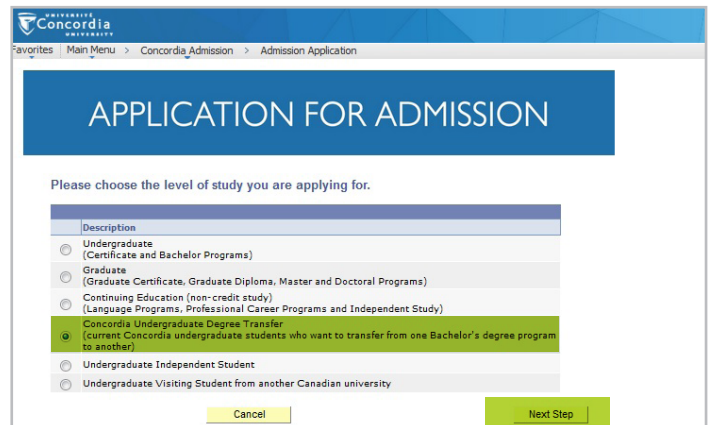 UNIVERSITÉ
Concordia
UNIVERSITY
Favorites Main Menu > Concordia Admission > Admission Application
APPLICATION FOR ADMISSION
Please choose the level of study you are applying for.
Description
Undergraduate
(Certificate and Bachelor Programs)
Graduate
(Graduate Certificate, Graduate Diploma, Master and Doctoral Programs)
Continuing Education (non-credit study)
(Language Programs, Professional Career Programs and Independent Study)
Concordia Undergraduate Degree Transfer
(current Concordia undergraduate students who want to transfer from one Bachelor's degree program
to another)
Undergraduate Independent Student
Undergraduate Visiting Student from another Canadian university
Cancel Next Step